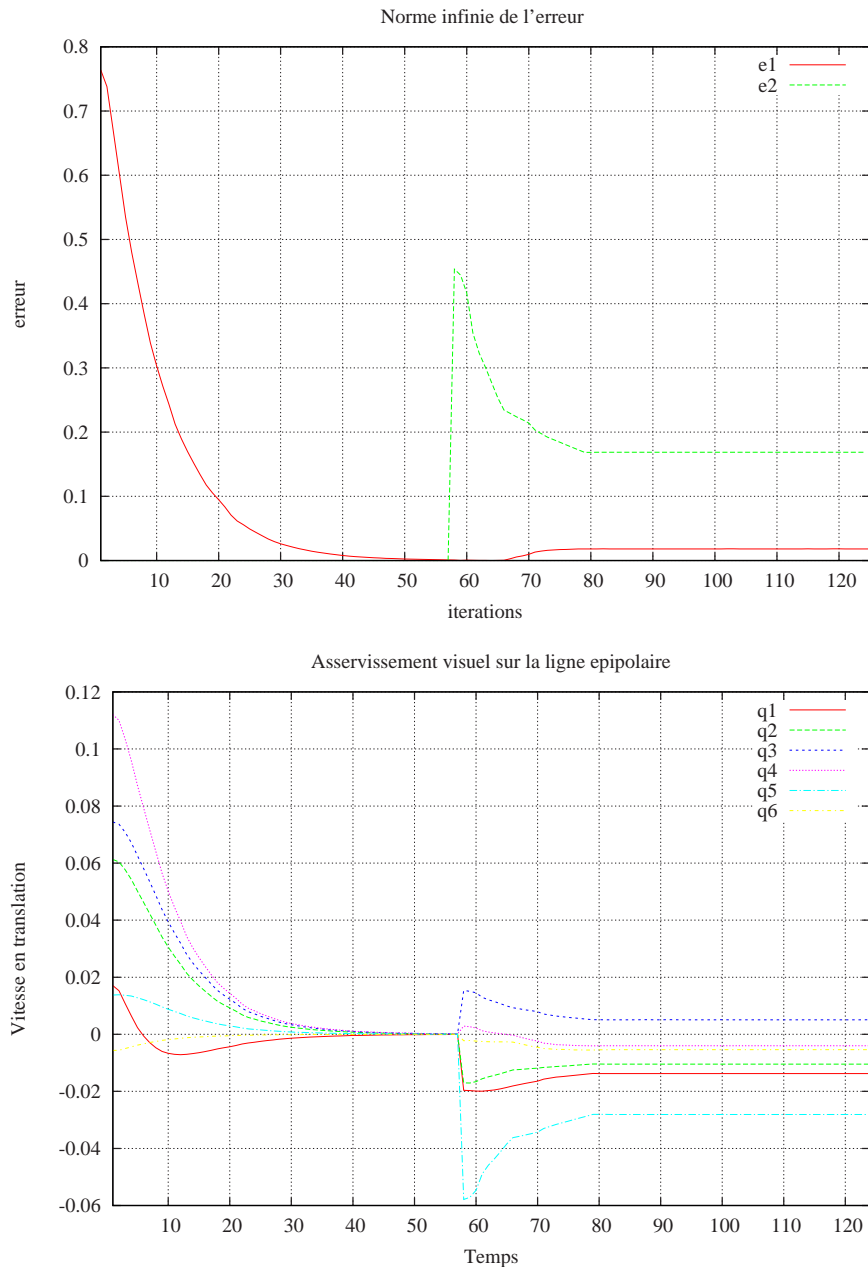 Norme infinie de l'erreur
0.8
0.7
0.6
0.5
0.4
0.3
0.2
0.1
0
erreur
e1
e2
10 20 30 40 50 60 70 80 90 100 110 120
iterations
Asservissement visuel sur la ligne epipolaire
0.12
0.1
0.08
0.06
0.04
0.02
0
-0.02
-0.04
-0.06
Vitesse en translation
q1
q2
q3
q4
q5
q6
10 20 30 40 50 60 70 80 90 100 110 120
Temps